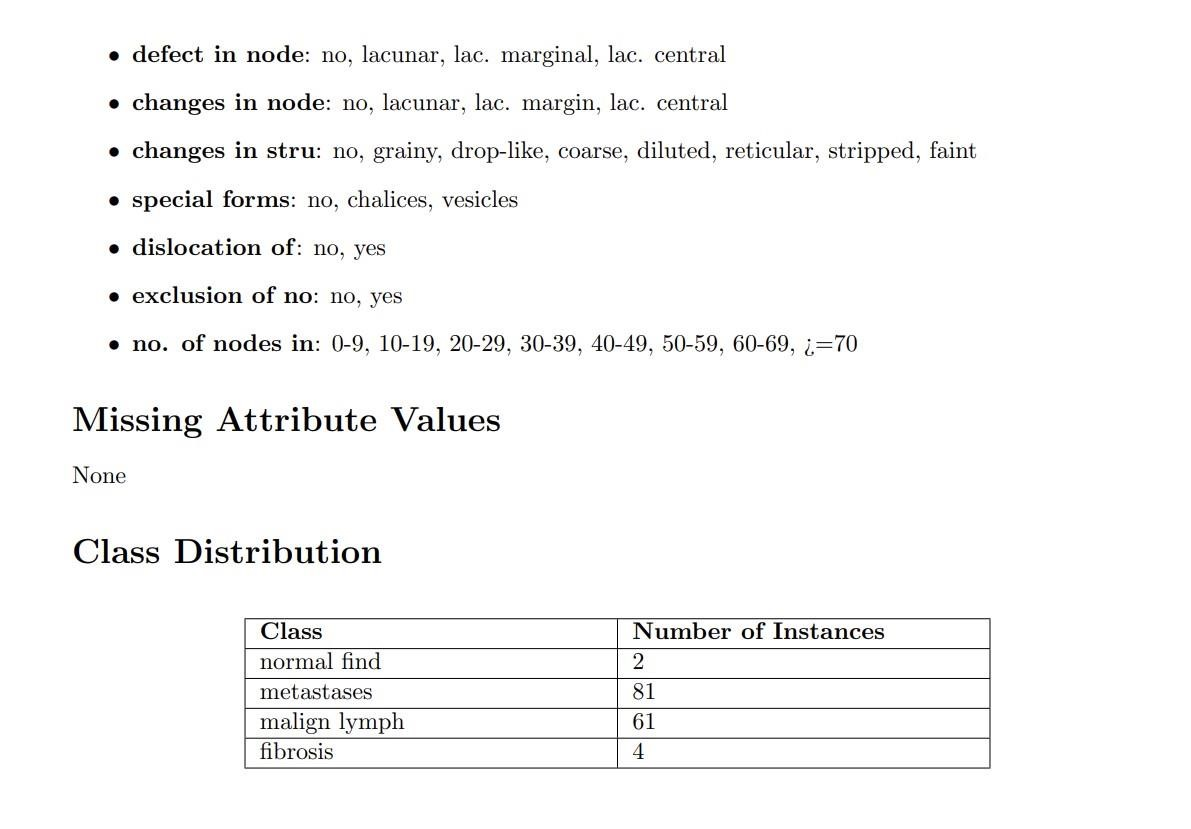 • defect in node: no, lacunar, lac. marginal, lac. central
• changes in node: no, lacunar, lac. margin, lac. central
• changes in stru: no, grainy, drop-like, coarse, diluted, reticular, stripped, faint
• special forms: no, chalices, vesicles
• dislocation of: no, yes
• exclusion of no: no, yes
• no. of nodes in: 0-9, 10-19, 20-29, 30-39, 40-49, 50-59, 60-69, ¿=70
Missing Attribute Values
None
Class Distribution
Class Number of Instances
normal find 2
metastases 81
malign lymph 61
fibrosis 4